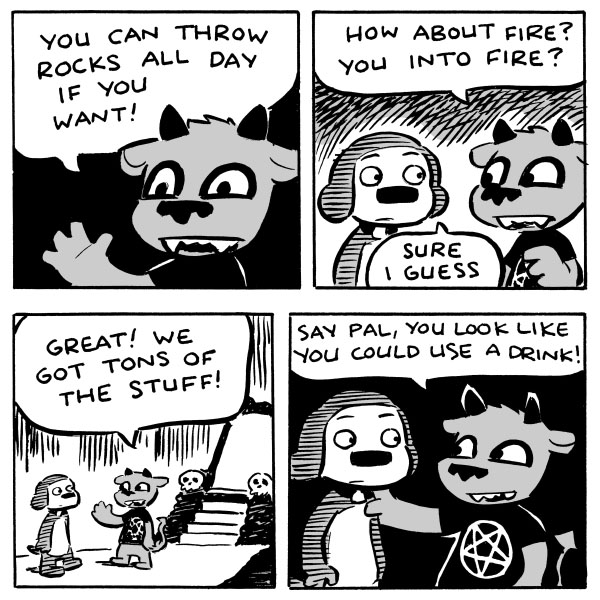 YOU CAN THROW
ROCKS ALL DAY
IF YOU
WANT!
HOW ABOUT FIRE?
YOU INTO FIRE?
SURE
I GUESS
GREAT! WE
GOT TONS OF
THE STUFF!
SAY PAL, YOU LOOK LIKE
YOU COULD USE A DRINK!